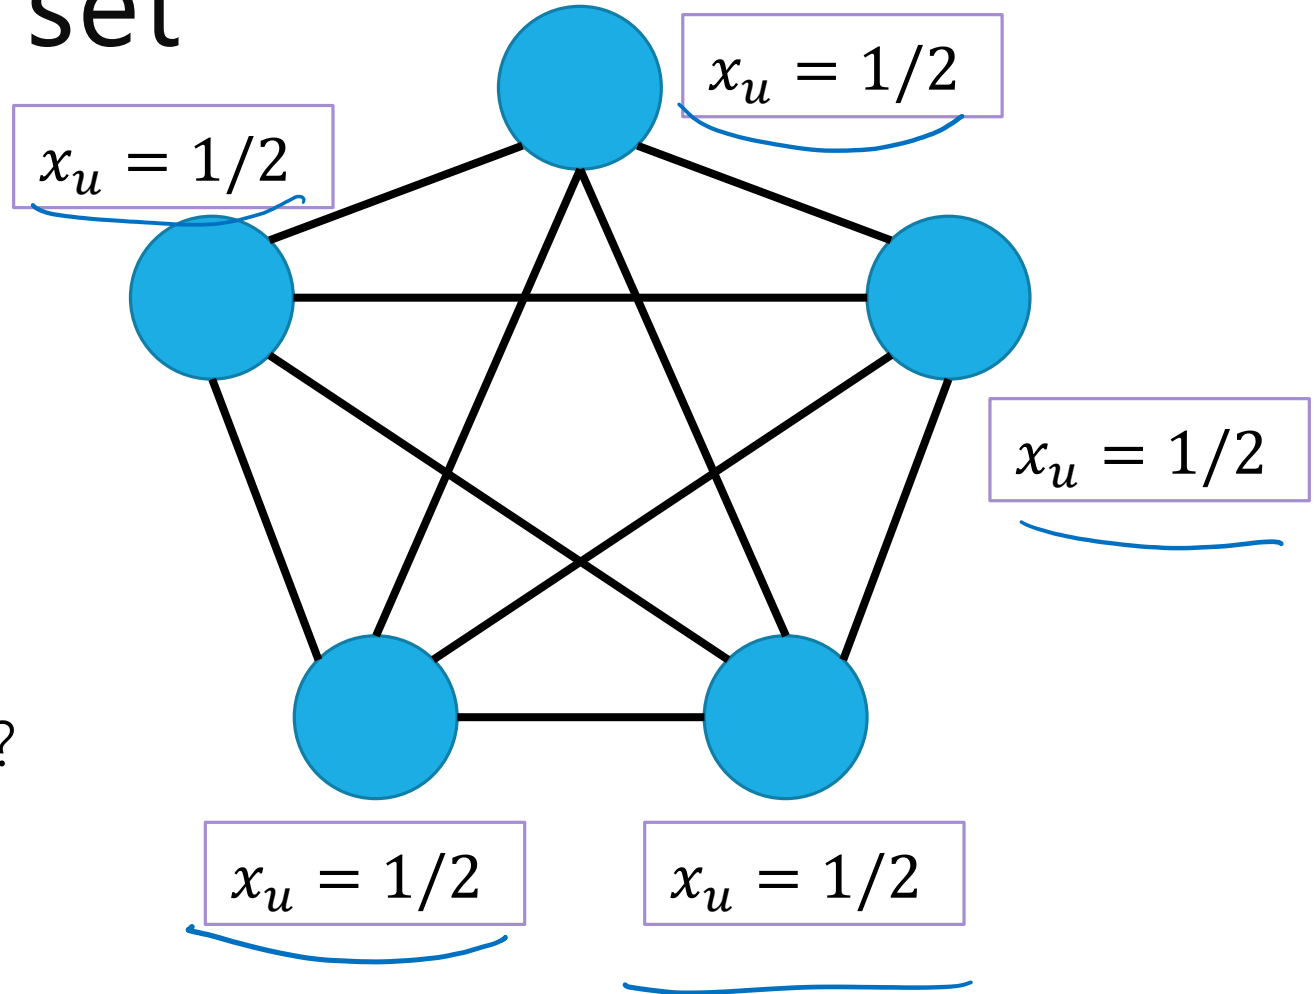 set
x_u = 1/2
x_u = 1/2
x_u = 1/2
?
x_u = 1/2
x_u = 1/2